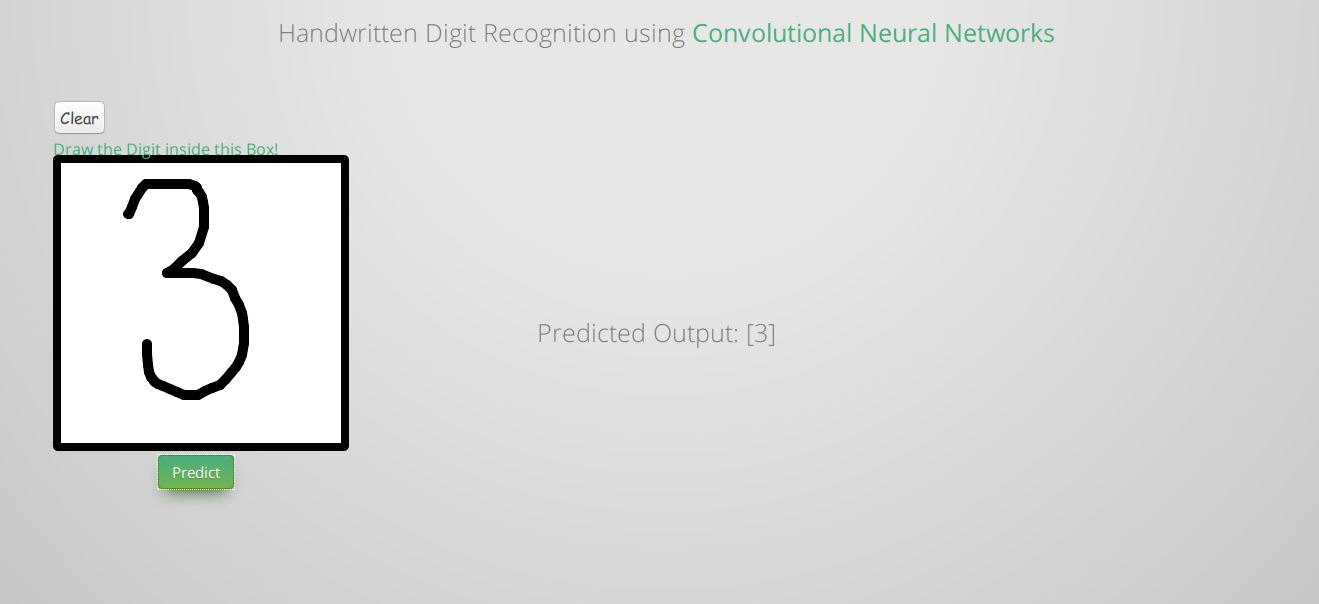 Handwritten Digit Recognition using Convolutional Neural Networks
Clear
Draw the Digit inside this Box!
3
Predicted Output: [3]
Predict